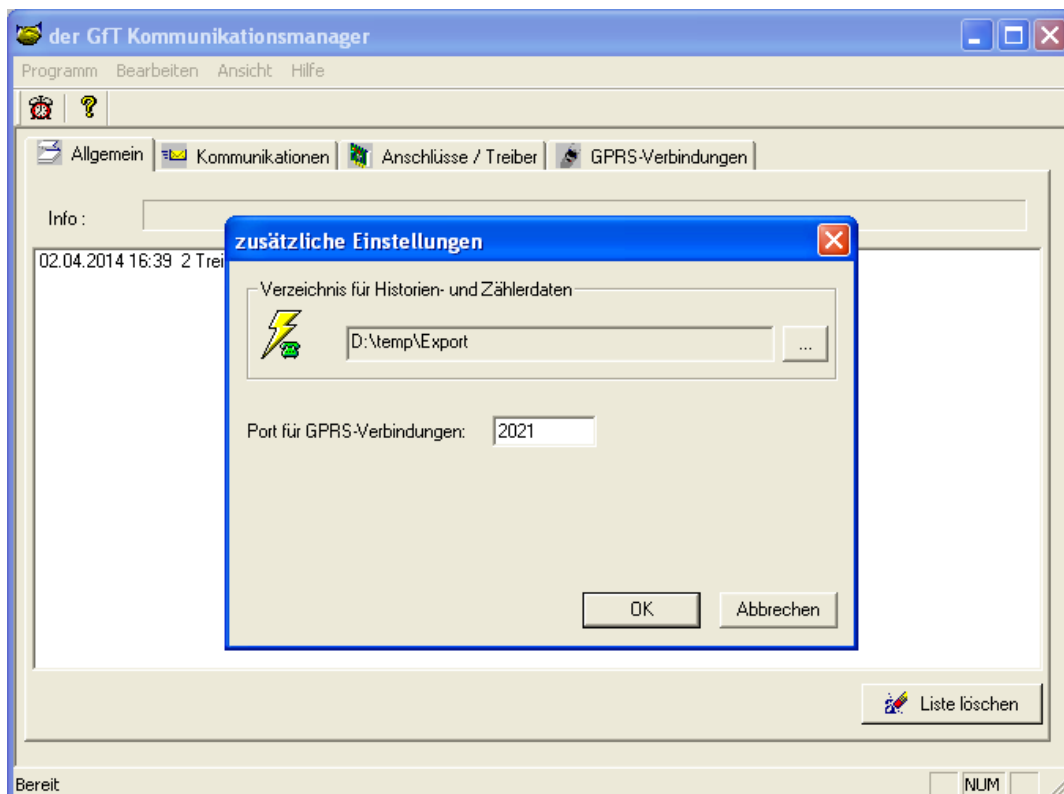 der GfT Kommunikationsmanager
Programm Bearbeiten Ansicht Hilfe
Allgemein Kommunikationen Anschlüsse / Treiber GPRS-Verbindungen
Info :
02.04.2014 16:39 2 Trei
zusätzliche Einstellungen
Verzeichnis für Historien- und Zählerdaten
D:\temp\Export
...
Port für GPRS-Verbindungen: 2021
OK Abbrechen
Liste löschen
Bereit NUM